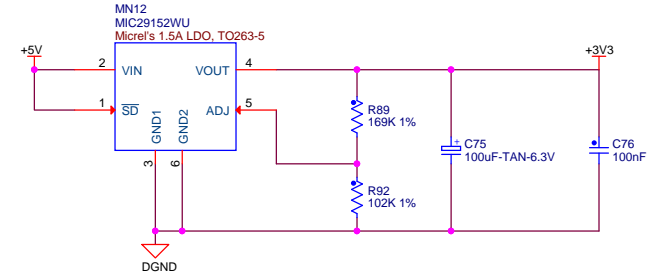 MN12
MIC29152WU
Micrel's 1.5A LDO, TO263-5
+5V
+3V3
2
VIN
VOUT
4
1
SD
ADJ
5
GND1
GND2
3
6
R89
169K 1%
C75
100uF-TAN-6.3V
C76
100nF
R92
102K 1%
+
DGND